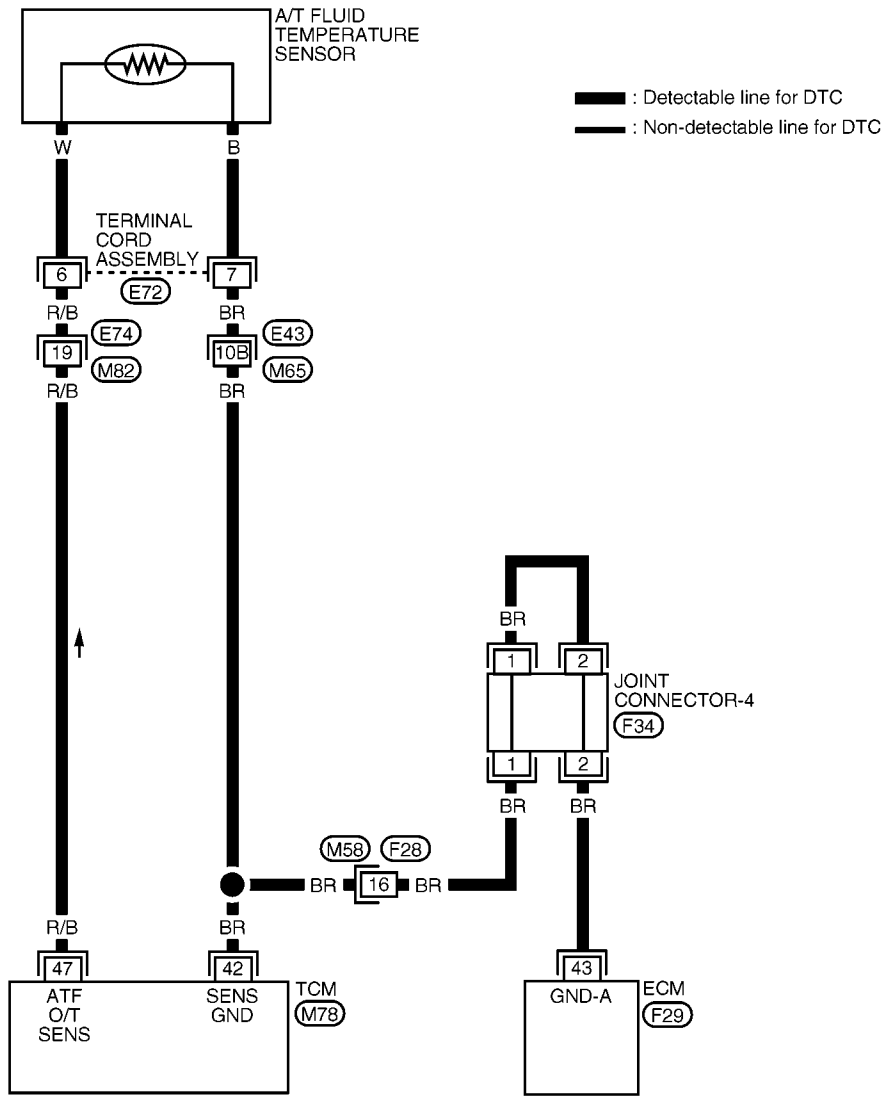 A/T FLUID
TEMPERATURE
SENSOR
: Detectable line for DTC
: Non-detectable line for DTC
W
B
TERMINAL
CORD
ASSEMBLY
6
7
E72
R/B
BR
E74
E43
19
10B
M82
M65
R/B
BR
BR
1
2
JOINT
CONNECTOR-4
F34
1
2
BR
BR
M58
F28
BR
16
BR
R/B
BR
47
42
43
ATF
O/T
SENS
SENS
GND
TCM
M78
GND-A
ECM
F29